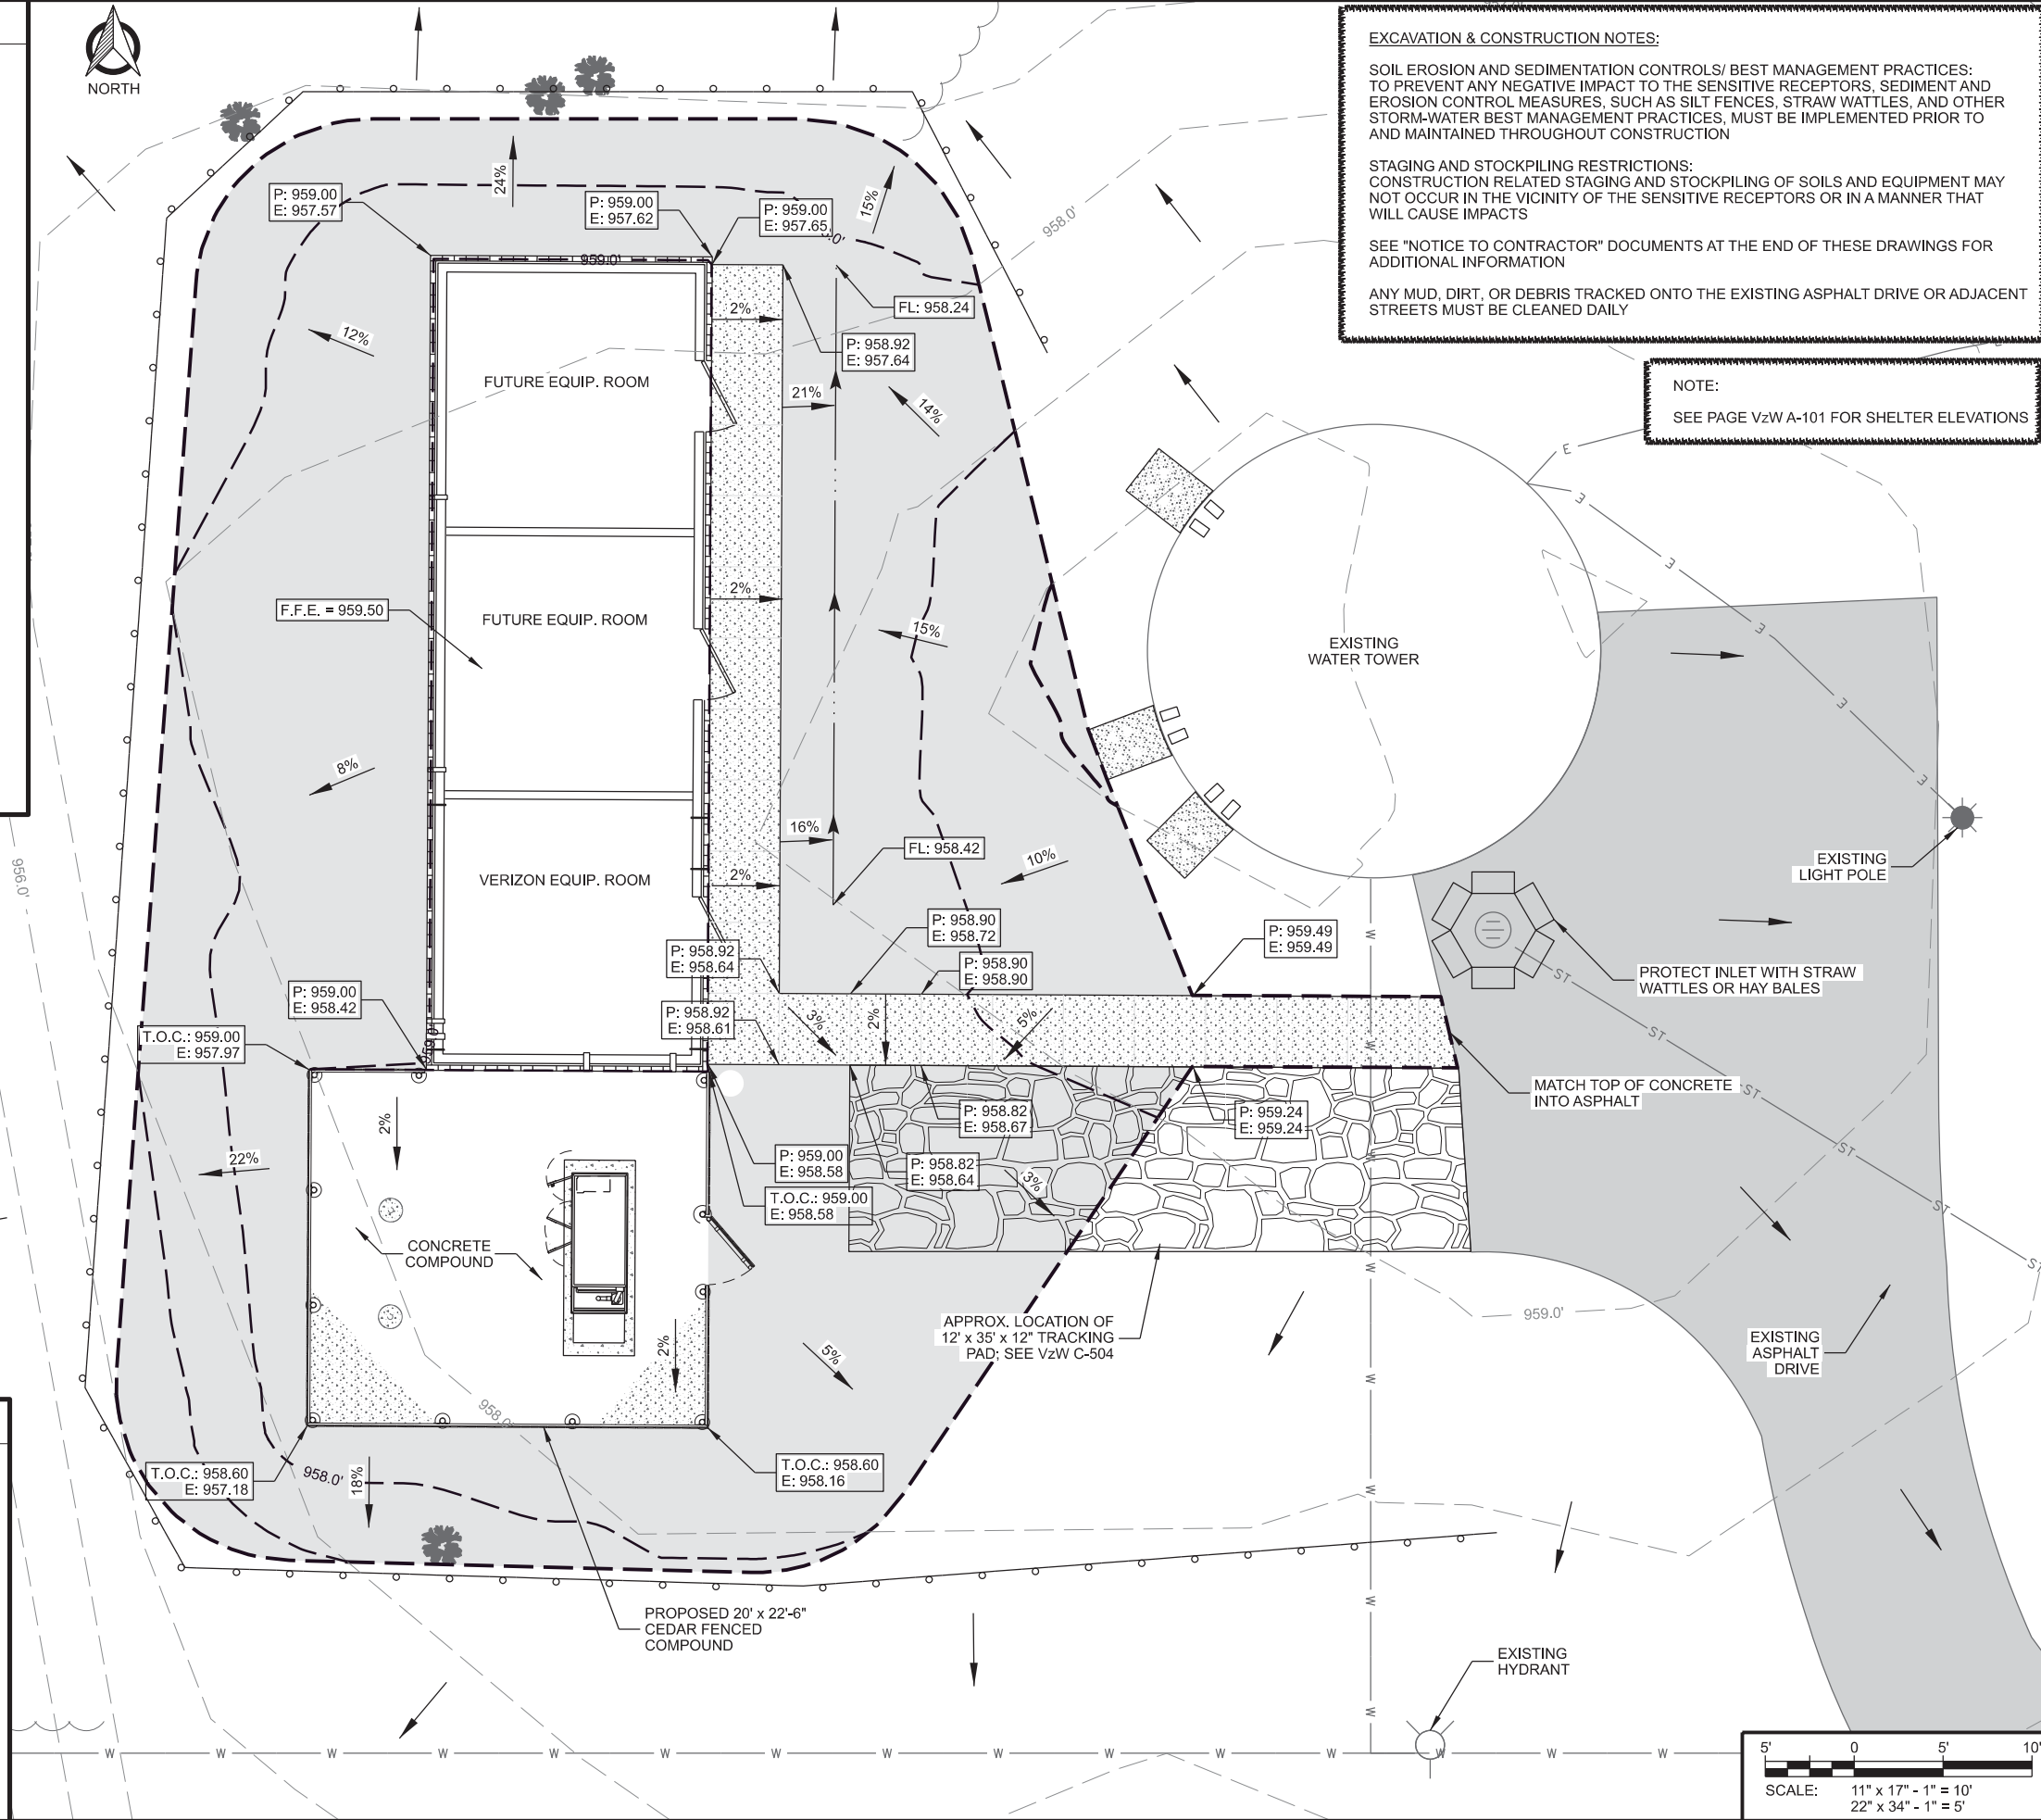 NORTH
EXCAVATION & CONSTRUCTION NOTES:
SOIL EROSION AND SEDIMENTATION CONTROLS/ BEST MANAGEMENT PRACTICES:
TO PREVENT ANY NEGATIVE IMPACT TO THE SENSITIVE RECEPTORS, SEDIMENT AND
EROSION CONTROL MEASURES, SUCH AS SILT FENCES, STRAW WATTLES, AND OTHER
STORM-WATER BEST MANAGEMENT PRACTICES, MUST BE IMPLEMENTED PRIOR TO
AND MAINTAINED THROUGHOUT CONSTRUCTION
STAGING AND STOCKPILING RESTRICTIONS:
CONSTRUCTION RELATED STAGING AND STOCKPILING OF SOILS AND EQUIPMENT MAY
NOT OCCUR IN THE VICINITY OF THE SENSITIVE RECEPTORS OR IN A MANNER THAT
WILL CAUSE IMPACTS
SEE "NOTICE TO CONTRACTOR" DOCUMENTS AT THE END OF THESE DRAWINGS FOR
ADDITIONAL INFORMATION
ANY MUD, DIRT, OR DEBRIS TRACKED ONTO THE EXISTING ASPHALT DRIVE OR ADJACENT
STREETS MUST BE CLEANED DAILY
NOTE:
SEE PAGE VzW A-101 FOR SHELTER ELEVATIONS
24%
15%
P: 959.00
E: 957.57
P: 959.00
E: 957.62
P: 959.00
E: 957.65
958.0'
959.0'
FL: 958.24
2%
12%
P: 958.92
E: 957.64
FUTURE EQUIP. ROOM
21%
14%
E
E
E
E
E
E
2%
F.F.E. = 959.50
FUTURE EQUIP. ROOM
15%
EXISTING
WATER TOWER
8%
16%
FL: 958.42
10%
956.0'
VERIZON EQUIP. ROOM
2%
EXISTING
LIGHT POLE
P: 958.90
E: 958.72
P: 958.92
E: 958.64
P: 958.90
E: 958.90
P: 959.49
E: 959.49
W
PROTECT INLET WITH STRAW
WATTLES OR HAY BALES
ST
P: 959.00
E: 958.42
P: 958.92
E: 958.61
3%
2%
5%
T.O.C.: 959.00
E: 957.97
959.0'
W
ST
MATCH TOP OF CONCRETE
INTO ASPHALT
ST
2%
P: 958.82
E: 958.67
P: 959.24
E: 959.24
22%
P: 959.00
E: 958.58
P: 958.82
E: 958.64
3%
W
ST
T.O.C.: 959.00
E: 958.58
ST
CONCRETE
COMPOUND
W
ST
2%
5%
APPROX. LOCATION OF
12' x 35' x 12" TRACKING
PAD; SEE VzW C-504
959.0'
EXISTING
ASPHALT
DRIVE
W
958.0'
W
T.O.C.: 958.60
E: 957.18
958.0'
18%
T.O.C.: 958.60
E: 958.16
W
PROPOSED 20' x 22'-6"
CEDAR FENCED
COMPOUND
W
EXISTING
HYDRANT
W
W W W W W W W W W W W W W W W
5' 0 5' 10'
SCALE: 11" x 17" - 1" = 10'
22" x 34" - 1" = 5'